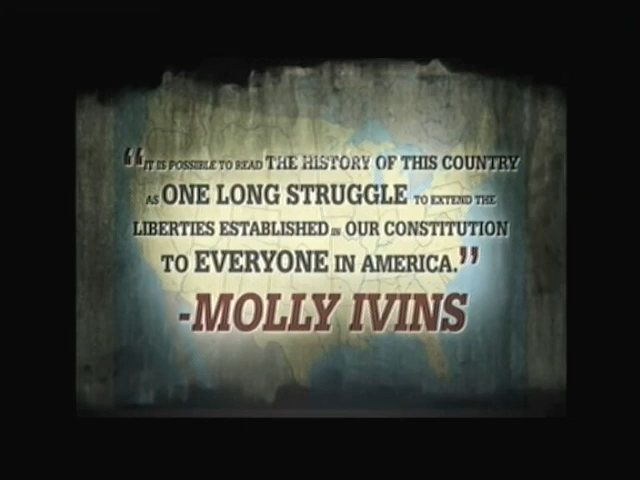 “IT IS POSSIBLE TO READ THE HISTORY OF THIS COUNTRY
AS ONE LONG STRUGGLE TO EXTEND THE
LIBERTIES ESTABLISHED IN OUR CONSTITUTION
TO EVERYONE IN AMERICA.”
-MOLLY IVINS